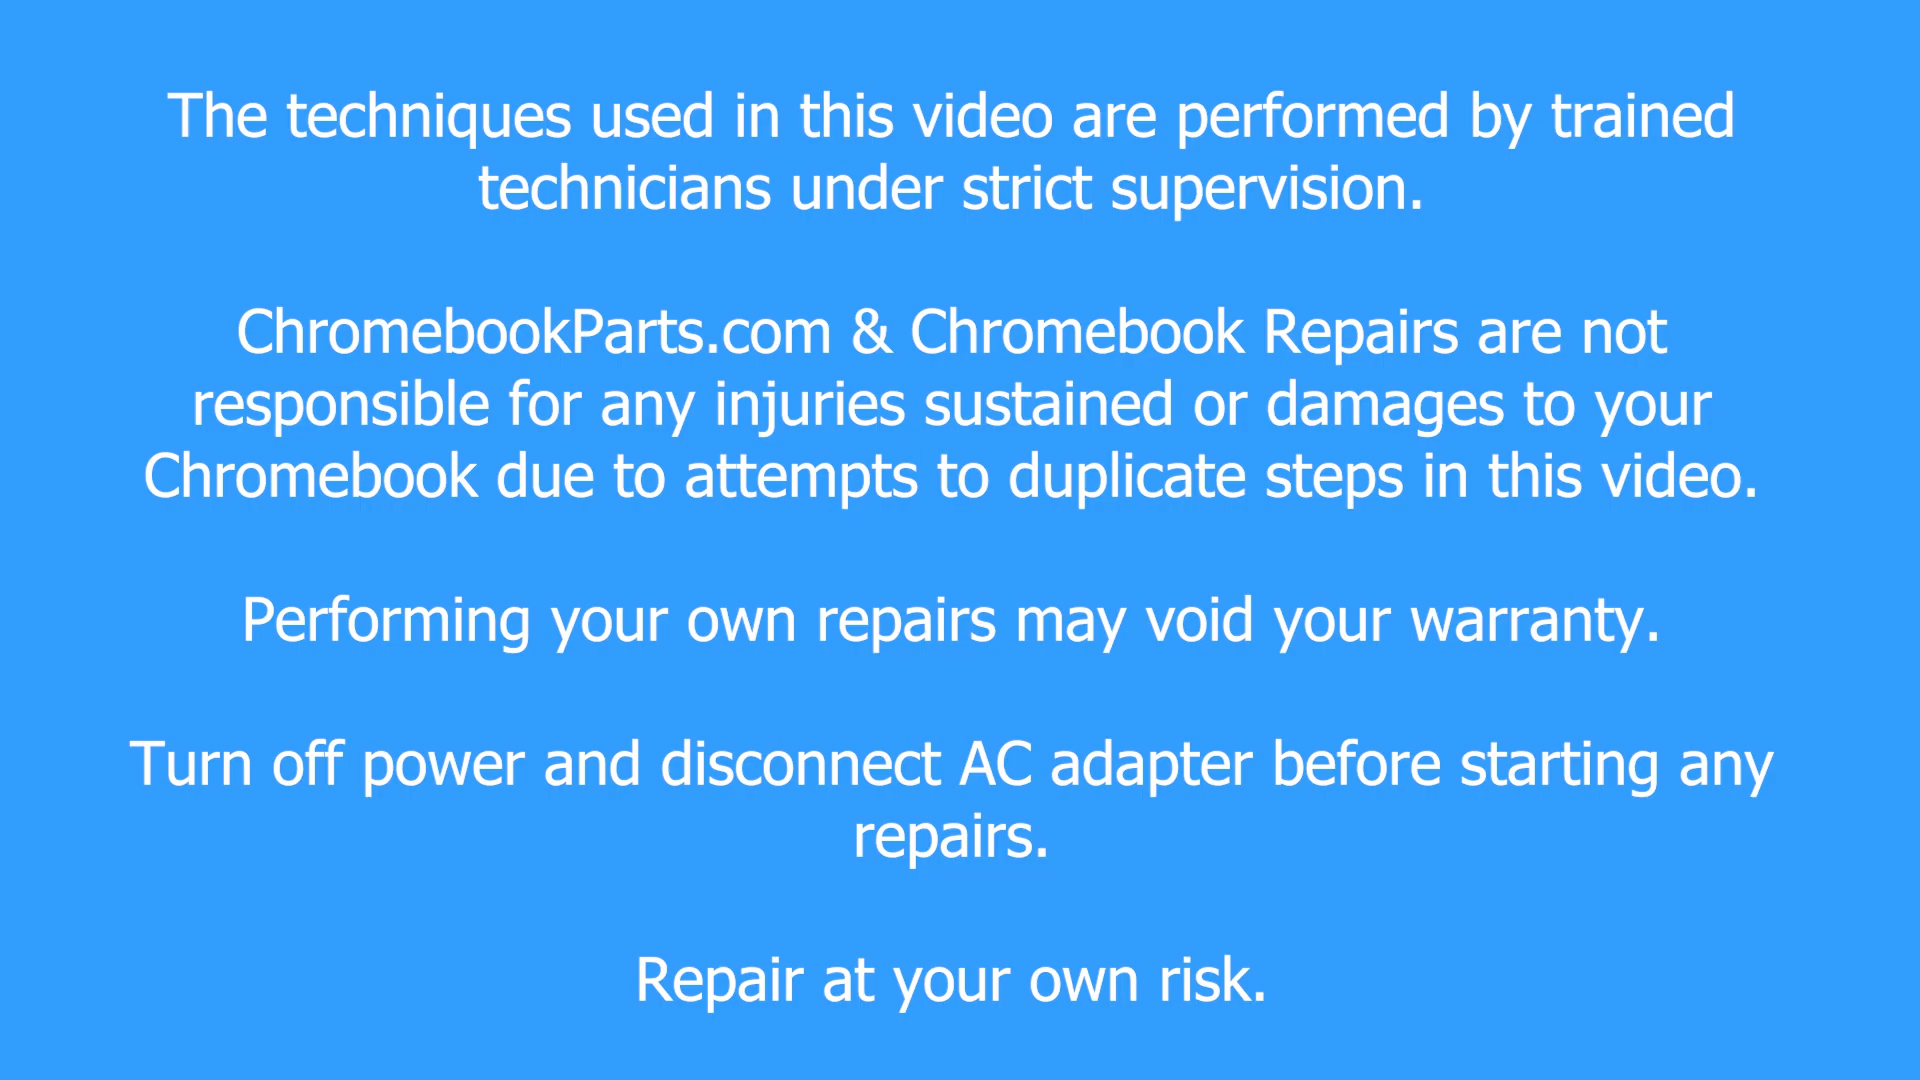 The techniques used in this video are performed by trained
technicians under strict supervision.
ChromebookParts.com & Chromebook Repairs are not
responsible for any injuries sustained or damages to your
Chromebook due to attempts to duplicate steps in this video.
Performing your own repairs may void your warranty.
Turn off power and disconnect AC adapter before starting any
repairs.
Repair at your own risk.